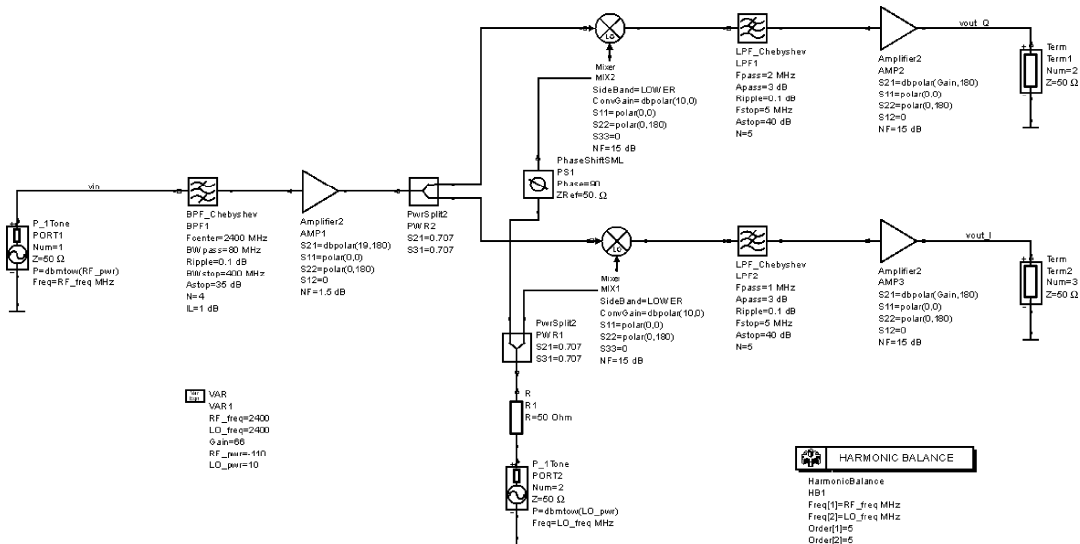 vout_Q
Term
Term1
Num=2
Z=50 Ω
LO
Mixer
MIX2
SideBand=LOWER
ConvGain=dbpolar(10,0)
S11=polar(0,0)
S22=polar(0,180)
S33=0
NF=15 dB
LPF_Chebyshev
LPF1
Fpass=2 MHz
Apass=3 dB
Ripple=0.1 dB
Fstop=5 MHz
Astop=40 dB
N=5
Amplifier2
AMP2
S21=dbpolar(Gain,180)
S11=polar(0,0)
S22=polar(0,180)
S12=0
NF=15 dB
PhaseShiftSML
PS1
Phase=90
ZRef=50. Ω
vin
P_1Tone
PORT1
Num=1
Z=50 Ω
P=dbmtow(RF_pwr)
Freq=RF_freq MHz
BPF_Chebyshev
BPF1
Fcenter=2400 MHz
BWpass=80 MHz
Ripple=0.1 dB
BWstop=400 MHz
Astop=35 dB
N=4
IL=1 dB
Amplifier2
AMP1
S21=dbpolar(19,180)
S11=polar(0,0)
S22=polar(0,180)
S12=0
NF=1.5 dB
PwrSplit2
PWR2
S21=0.707
S31=0.707
LO
Mixer
MIX1
SideBand=LOWER
ConvGain=dbpolar(10,0)
S11=polar(0,0)
S22=polar(0,180)
S33=0
NF=15 dB
LPF_Chebyshev
LPF2
Fpass=1 MHz
Apass=3 dB
Ripple=0.1 dB
Fstop=5 MHz
Astop=40 dB
N=5
vout_I
Amplifier2
AMP3
S21=dbpolar(Gain,180)
S11=polar(0,0)
S22=polar(0,180)
S12=0
NF=15 dB
Term
Term2
Num=3
Z=50 Ω
PwrSplit2
PWR1
S21=0.707
S31=0.707
R
R1
R=50 Ohm
Var
Eqn
VAR
VAR1
RF_freq=2400
LO_freq=2400
Gain=66
RF_pwr=-110
LO_pwr=10
P_1Tone
PORT2
Num=2
Z=50 Ω
P=dbmtow(LO_pwr)
Freq=LO_freq MHz
HARMONIC BALANCE
HarmonicBalance
HB1
Freq[1]=RF_freq MHz
Freq[2]=LO_freq MHz
Order[1]=5
Order[2]=5